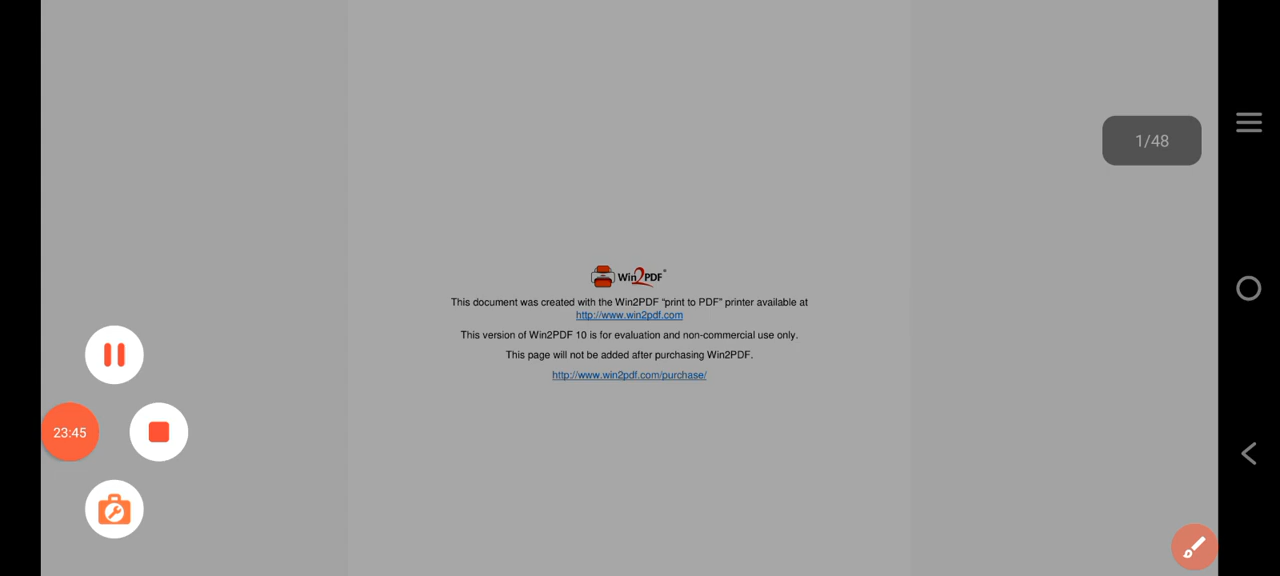 1/48
Win2PDF®
This document was created with the Win2PDF “print to PDF” printer available at
http://www.win2pdf.com
This version of Win2PDF 10 is for evaluation and non-commercial use only.
This page will not be added after purchasing Win2PDF.
http://www.win2pdf.com/purchase/
23:45